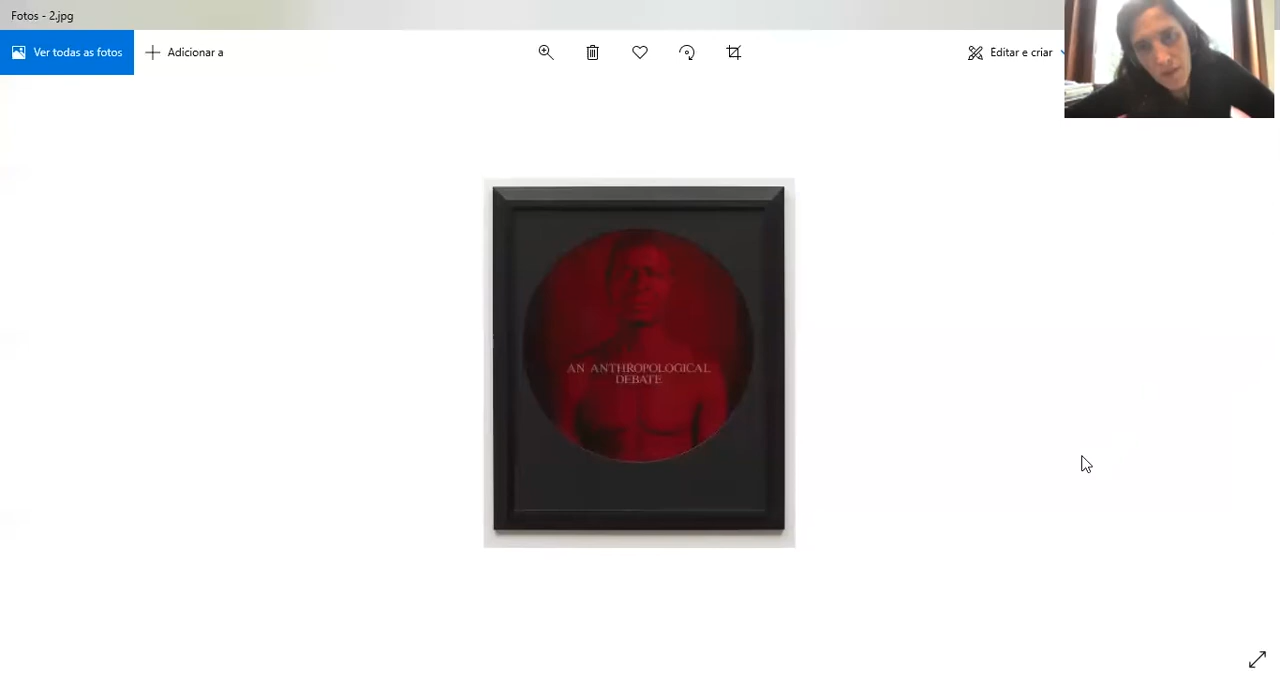 Fotos - 2.jpg
Ver todas as fotos
Adicionar a
Editar e criar
AN ANTHROPOLOGICAL
DEBATE